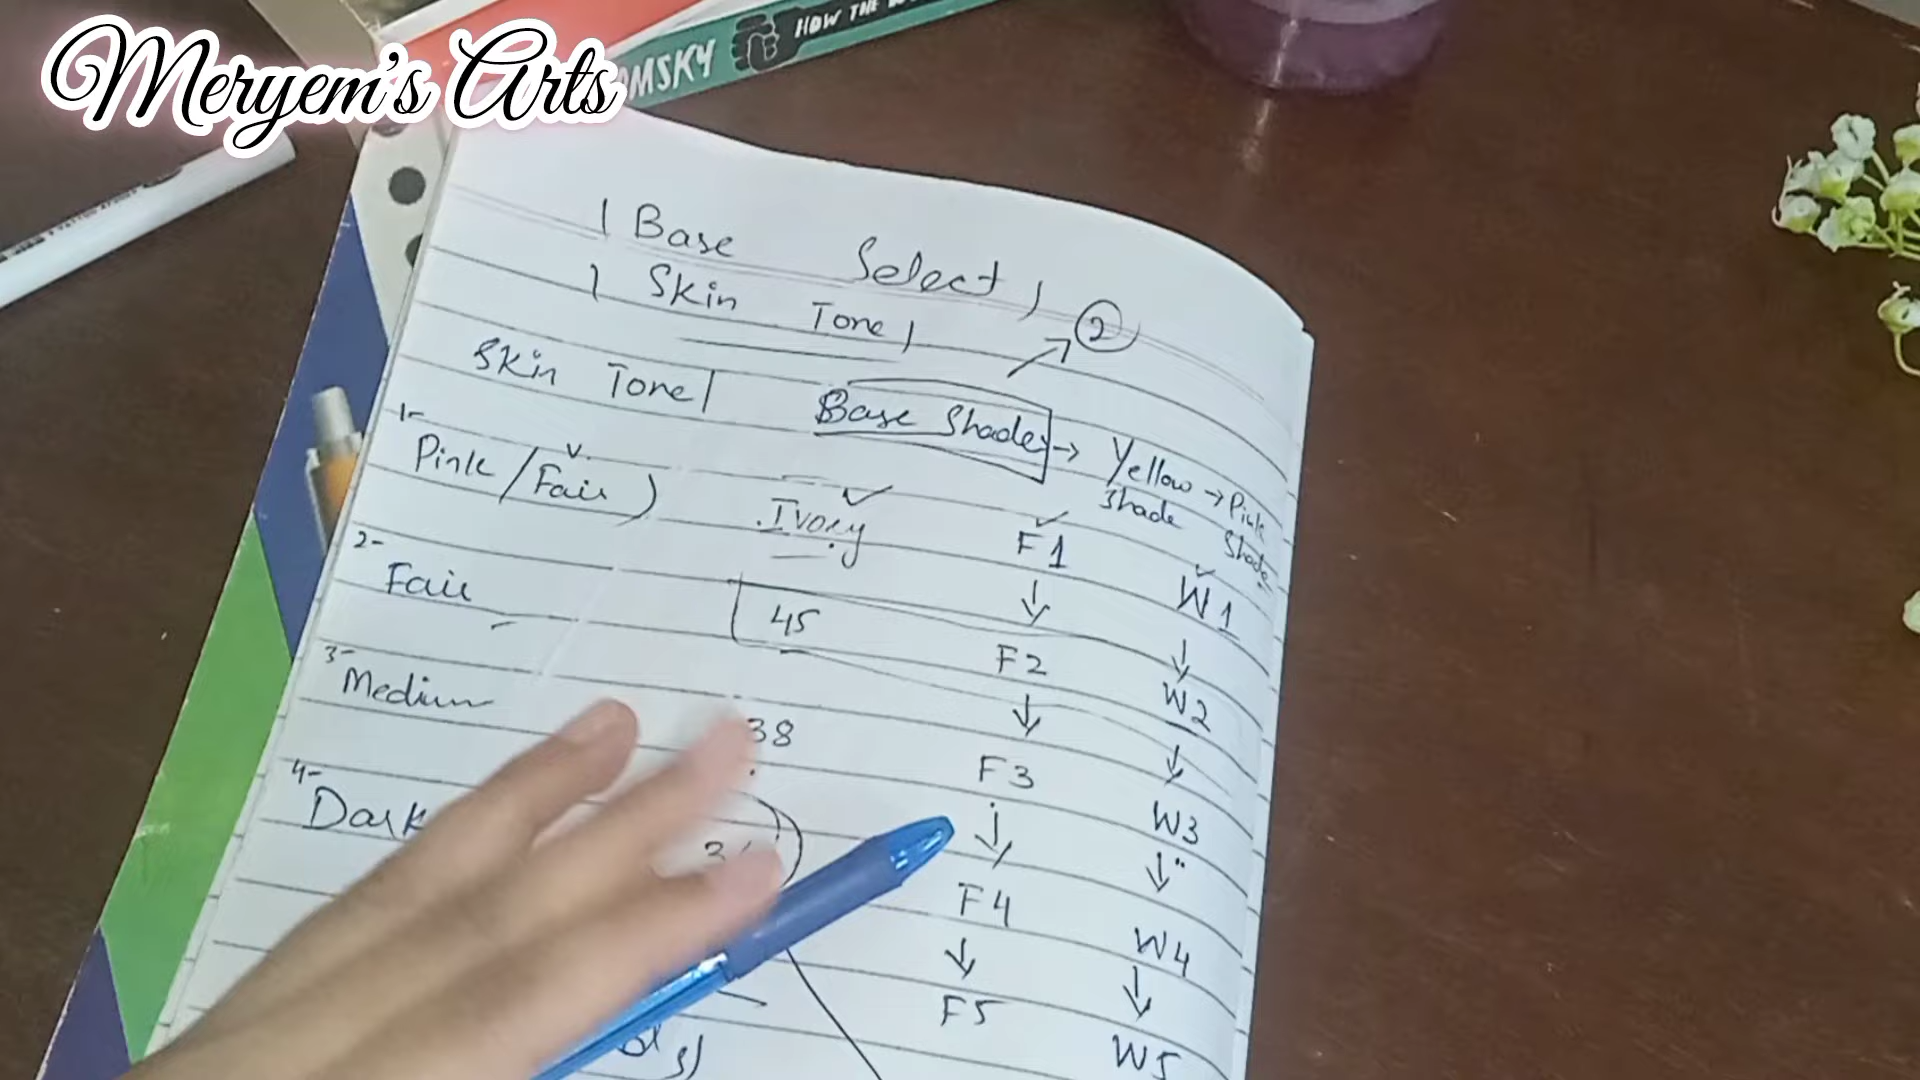 Meryem's Arts
OMSKY HOW THE
Base Select
Skin Tone
2
Skin Tone Base Shade → Yellow Shade → Pink Shade
1- Pink / Fair) Ivory F1 W1
2- Fair 45 F2 W2
3- Medium 38 F3 W3
4- Dark F4 W4
F5 W5